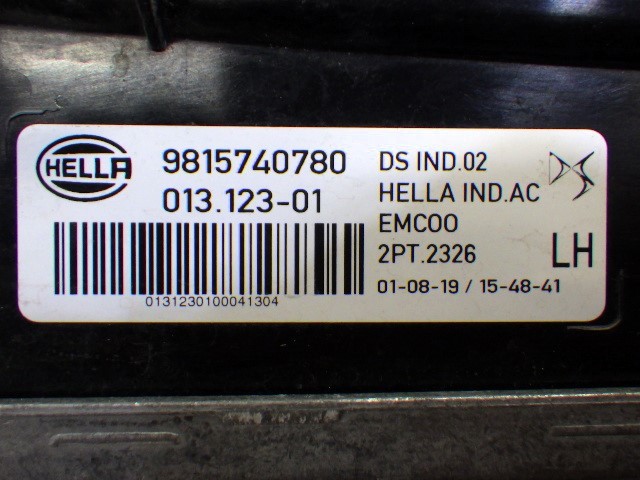 HELLA
9815740780
013.123-01
0131230100041304
DS IND.02
HELLA IND.AC
EMC00
2PT.2326
01-08-19 / 15-48-41
LH
DS